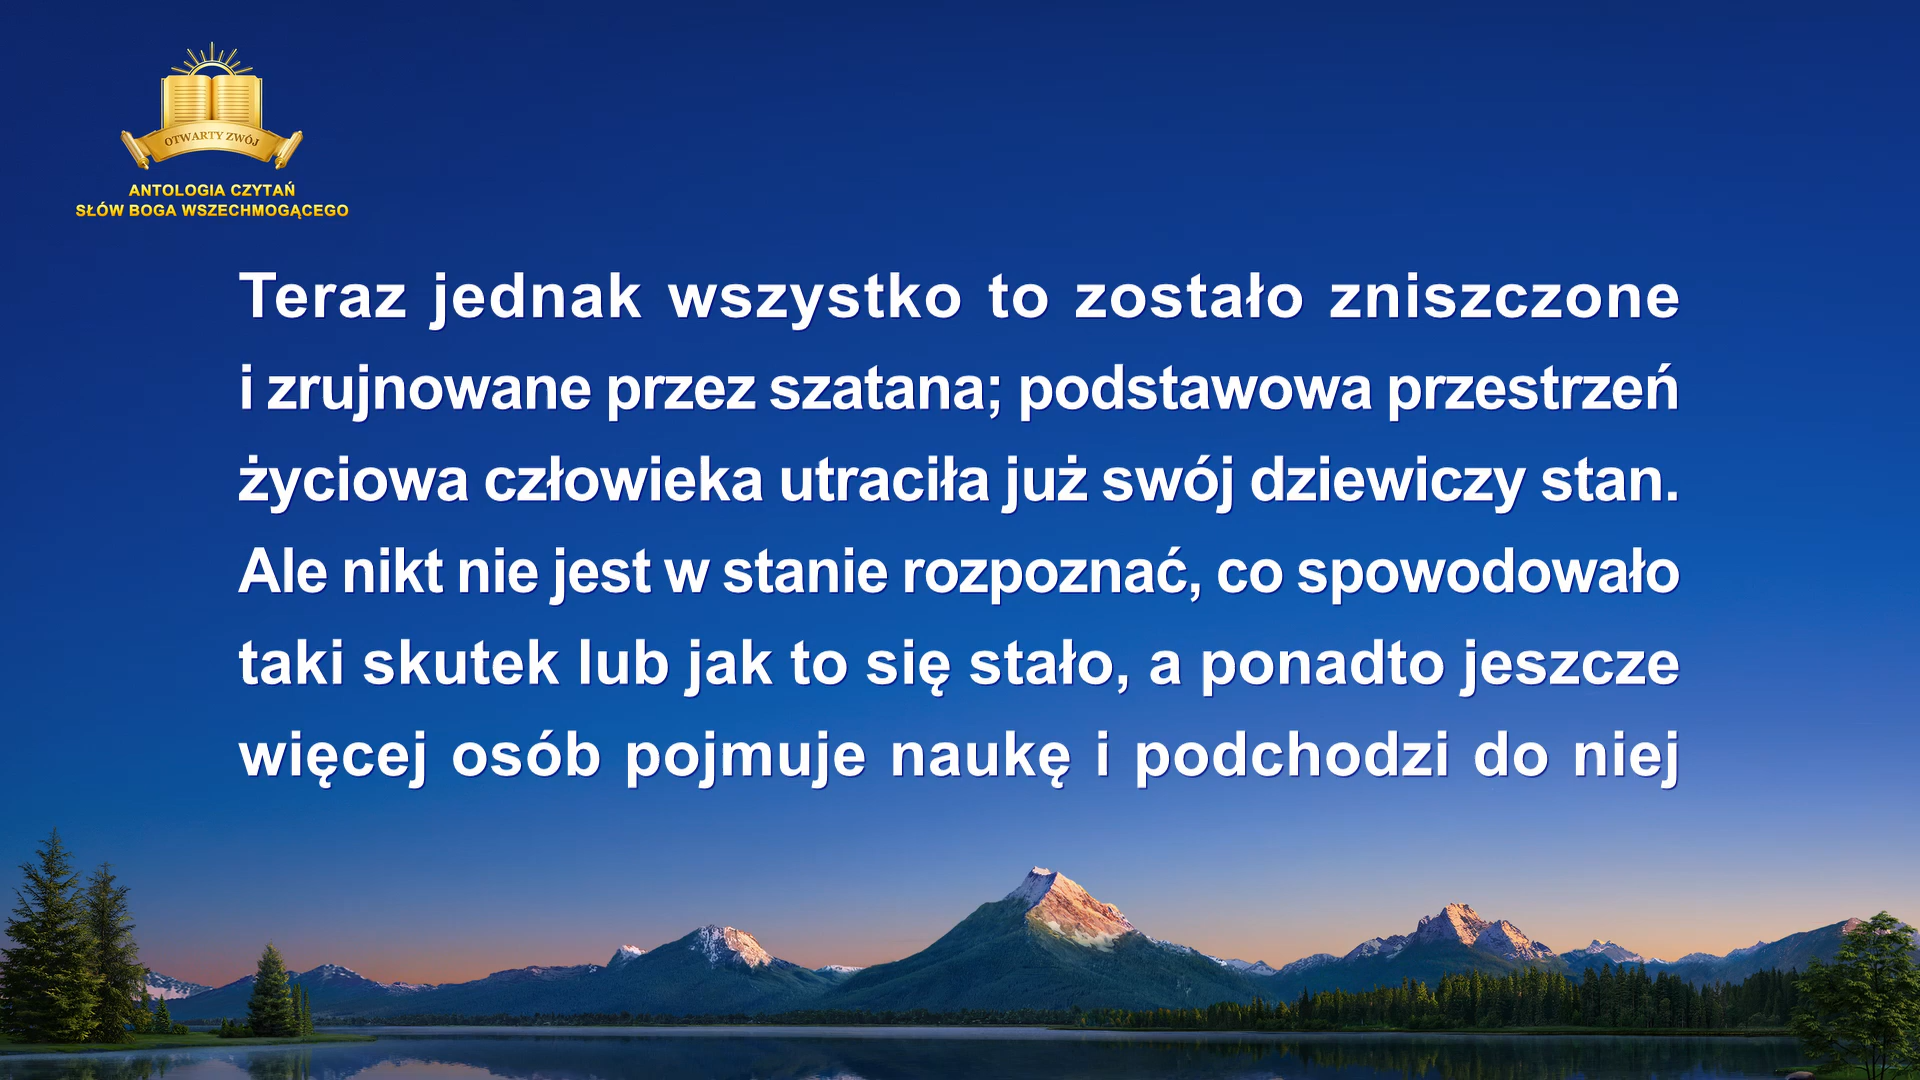 OTWARTY ZWÓJ
ANTOLOGIA CZYTAŃ
SŁÓW BOGA WSZECHMOGĄCEGO
Teraz jednak wszystko to zostało zniszczone
i zrujnowane przez szatana; podstawowa przestrzeń
życiowa człowieka utraciła już swój dziewiczy stan.
Ale nikt nie jest w stanie rozpoznać, co spowodowało
taki skutek lub jak to się stało, a ponadto jeszcze
więcej osób pojmuje naukę i podchodzi do niej